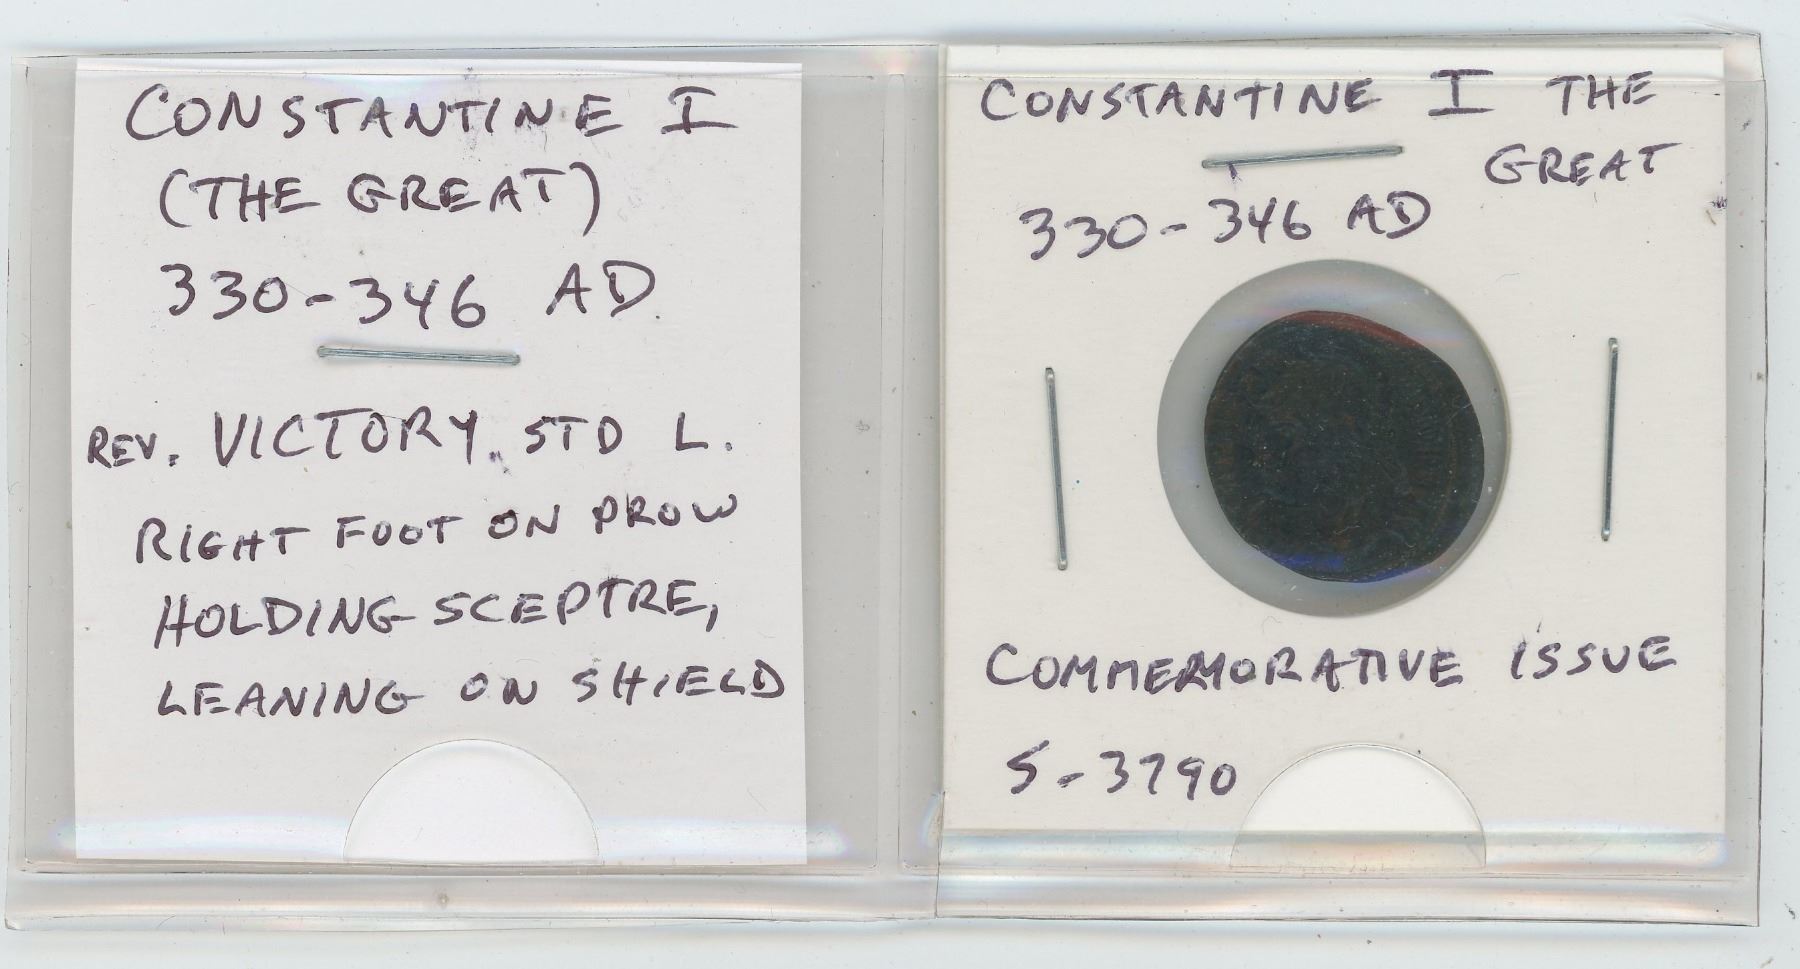 CONSTANTINE I
(THE GREAT)
330-346 AD.
REV. VICTORY. STD L.
RIGHT FOOT ON PROW
HOLDING SCEPTRE,
LEANING ON SHIELD
CONSTANTINE I THE
GREAT
330-346 AD
COMMEMORATIVE ISSUE
S-3790